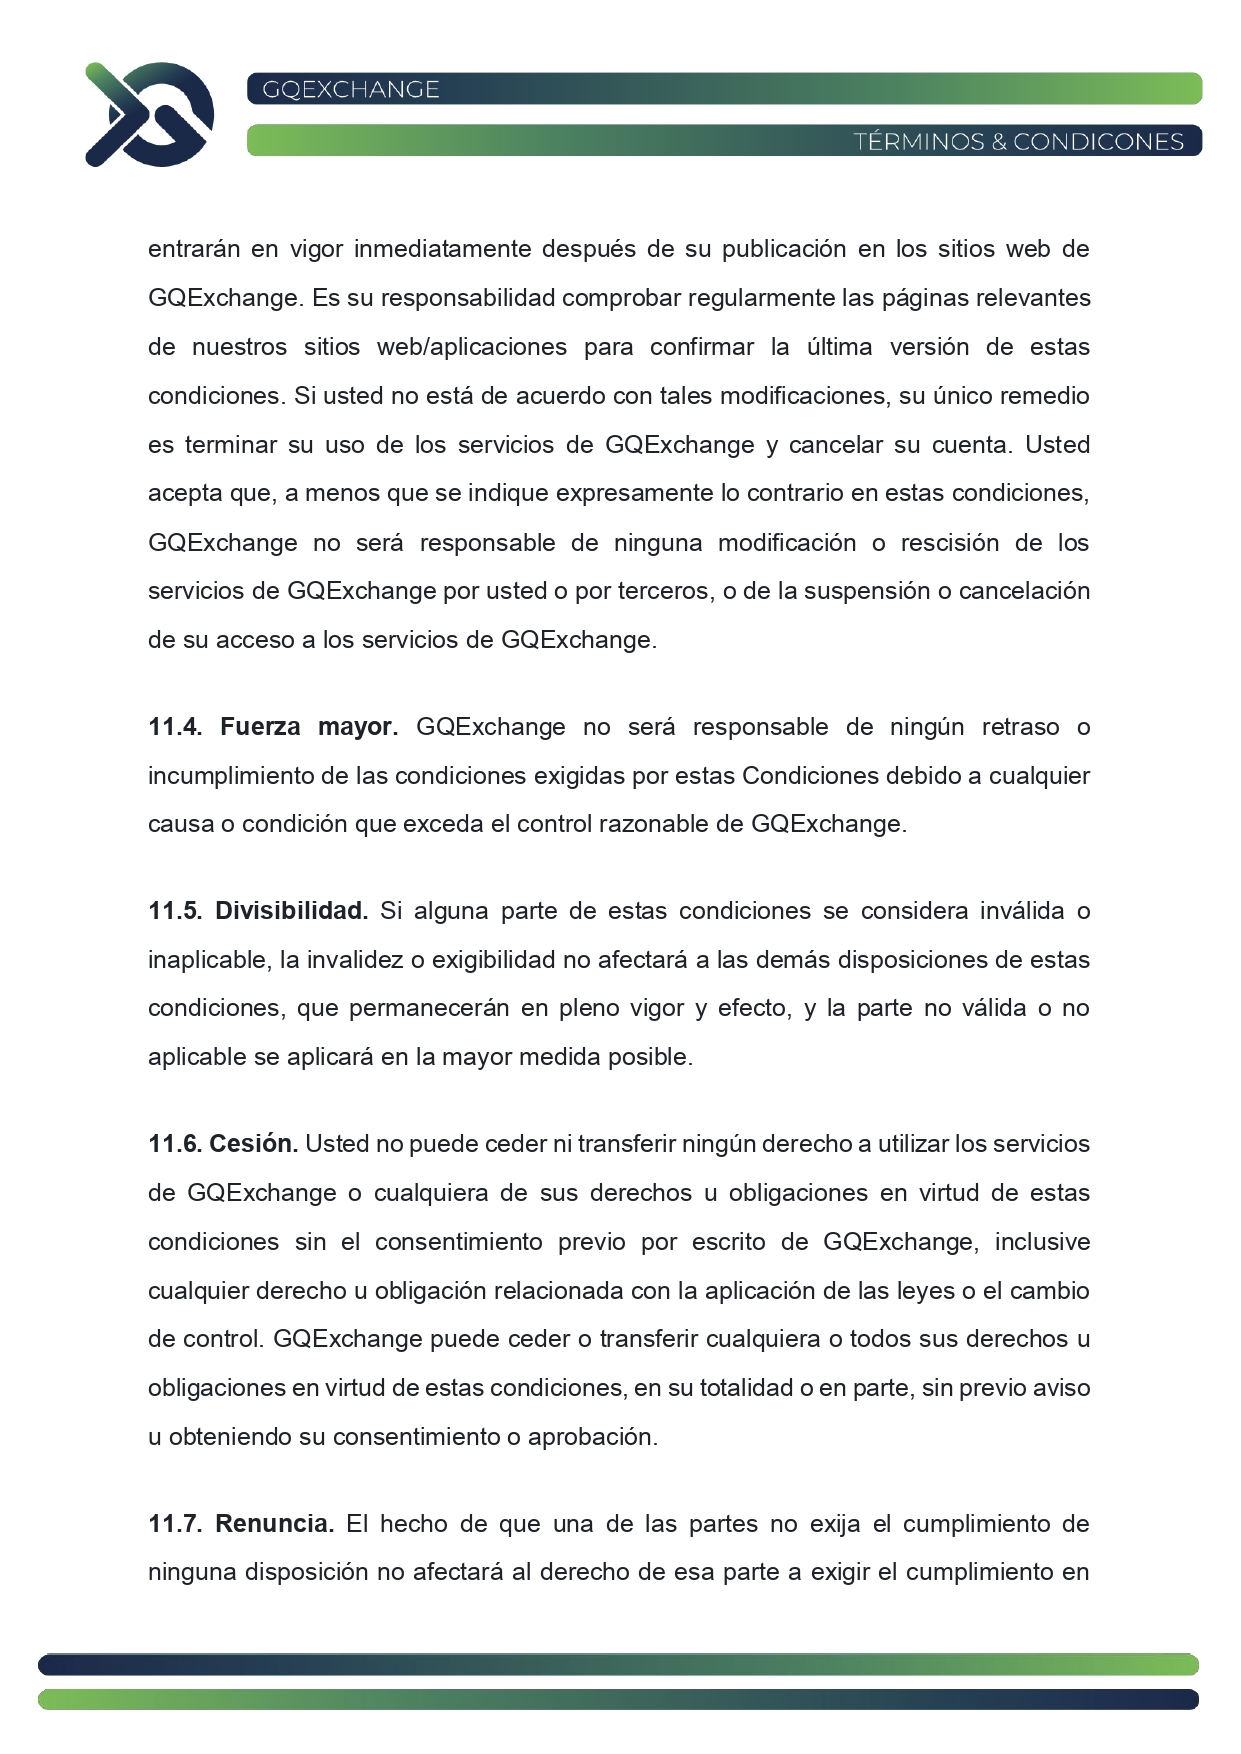 GQEXCHANGE
TÉRMINOS & CONDICONES
entrarán en vigor inmediatamente después de su publicación en los sitios web de
GQExchange. Es su responsabilidad comprobar regularmente las páginas relevantes
de nuestros sitios web/aplicaciones para confirmar la última versión de estas
condiciones. Si usted no está de acuerdo con tales modificaciones, su único remedio
es terminar su uso de los servicios de GQExchange y cancelar su cuenta. Usted
acepta que, a menos que se indique expresamente lo contrario en estas condiciones,
GQExchange no será responsable de ninguna modificación o rescisión de los
servicios de GQExchange por usted o por terceros, o de la suspensión o cancelación
de su acceso a los servicios de GQExchange.
11.4. Fuerza mayor. GQExchange no será responsable de ningún retraso o
incumplimiento de las condiciones exigidas por estas Condiciones debido a cualquier
causa o condición que exceda el control razonable de GQExchange.
11.5. Divisibilidad. Si alguna parte de estas condiciones se considera inválida o
inaplicable, la invalidez o exigibilidad no afectará a las demás disposiciones de estas
condiciones, que permanecerán en pleno vigor y efecto, y la parte no válida o no
aplicable se aplicará en la mayor medida posible.
11.6. Cesión. Usted no puede ceder ni transferir ningún derecho a utilizar los servicios
de GQExchange o cualquiera de sus derechos u obligaciones en virtud de estas
condiciones sin el consentimiento previo por escrito de GQExchange, inclusive
cualquier derecho u obligación relacionada con la aplicación de las leyes o el cambio
de control. GQExchange puede ceder o transferir cualquiera o todos sus derechos u
obligaciones en virtud de estas condiciones, en su totalidad o en parte, sin previo aviso
u obteniendo su consentimiento o aprobación.
11.7. Renuncia. El hecho de que una de las partes no exija el cumplimiento de
ninguna disposición no afectará al derecho de esa parte a exigir el cumplimiento en